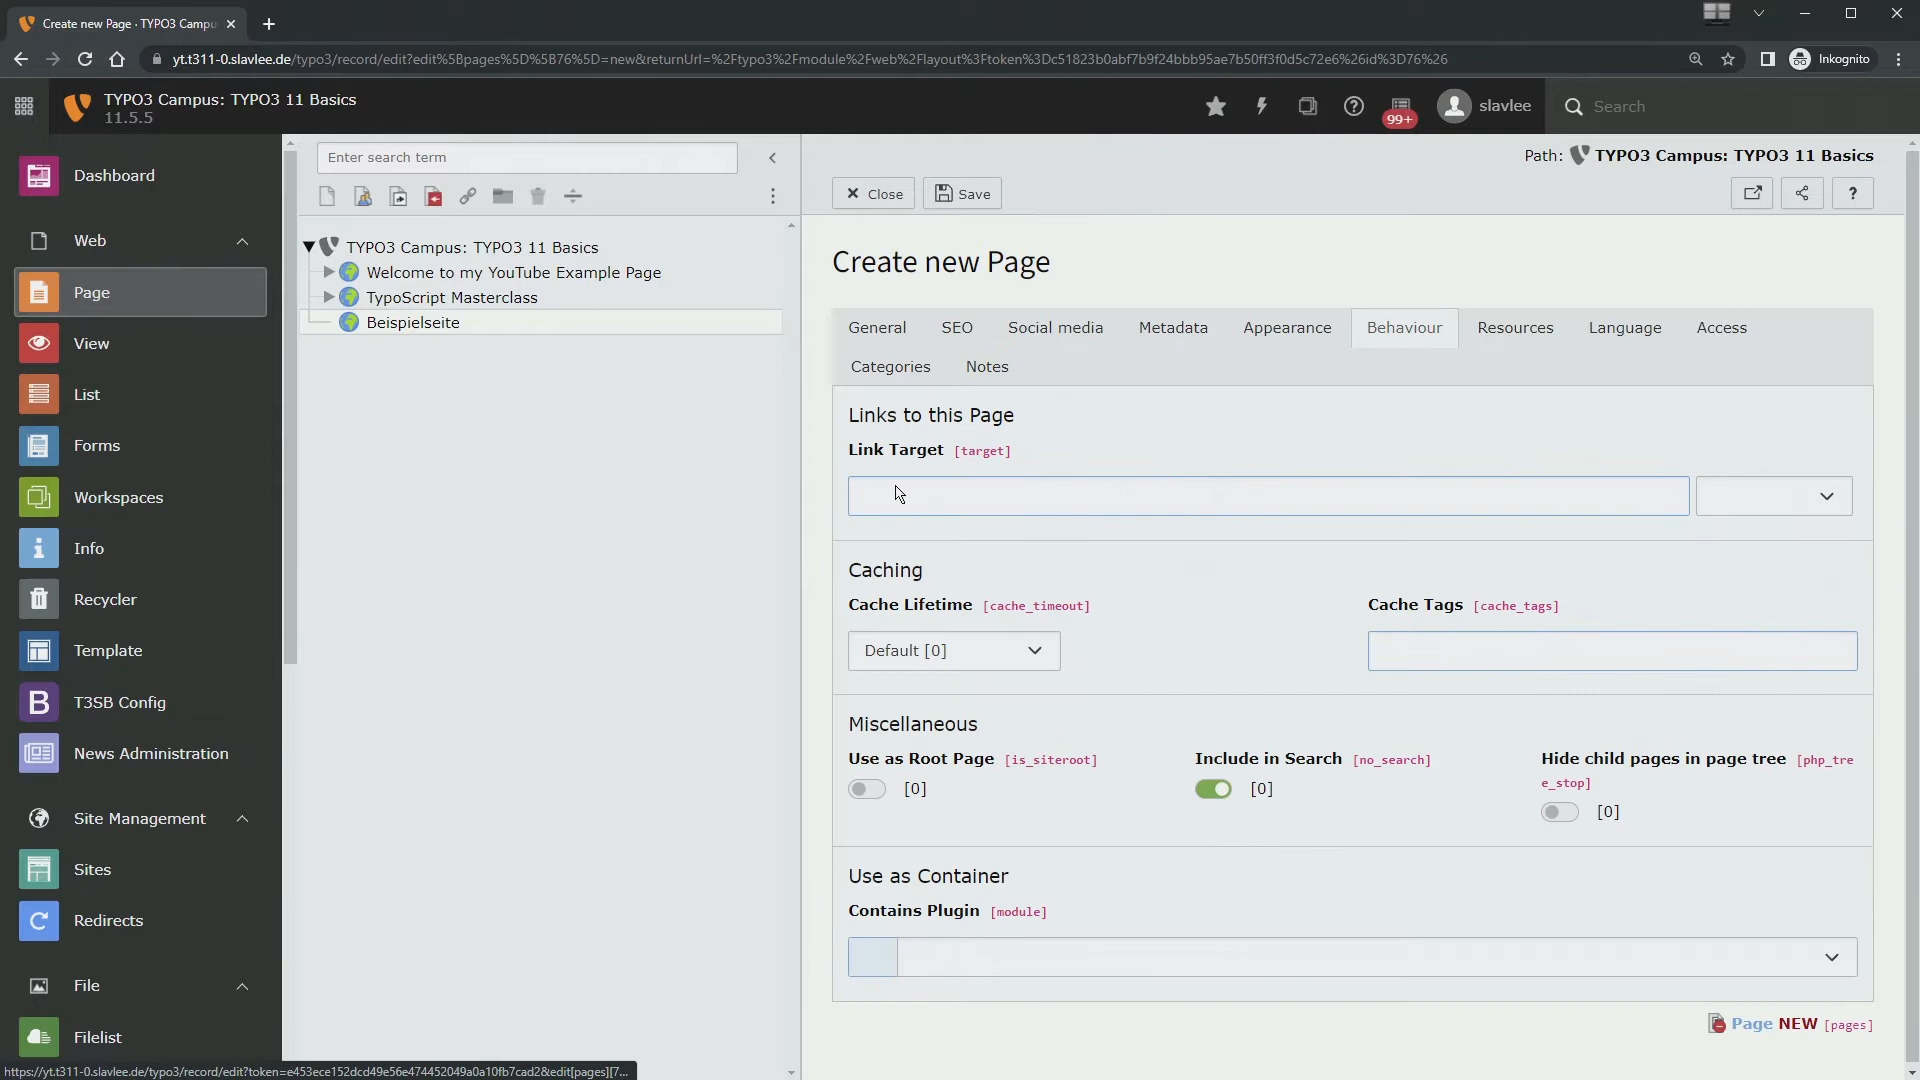 Create new Page · TYPO3 Campu
yt.t311-0.slavlee.de/typo3/record/edit?edit%5Bpages%5D%5B76%5D=new&returnUrl=%2Ftypo3%2Fmodule%2Fweb%2Flayout%3Ftoken%3Dc51823b0abf7b9f24bbb95ae7b50ff3f0d5c72e6%26id%3D76%26
Inkognito
TYPO3 Campus: TYPO3 11 Basics
11.5.5
99+
slavlee
Search
Dashboard
Web
Page
View
List
Forms
Workspaces
Info
Recycler
Template
T3SB Config
News Administration
Site Management
Sites
Redirects
File
Filelist
Enter search term
TYPO3 Campus: TYPO3 11 Basics
Welcome to my YouTube Example Page
TypoScript Masterclass
Beispielseite
Path: TYPO3 Campus: TYPO3 11 Basics
Close
Save
?
Create new Page
General
SEO
Social media
Metadata
Appearance
Behaviour
Resources
Language
Access
Categories
Notes
Links to this Page
Link Target [target]
Caching
Cache Lifetime [cache_timeout]
Cache Tags [cache_tags]
Default [0]
Miscellaneous
Use as Root Page [is_siteroot]
[0]
Include in Search [no_search]
[0]
Hide child pages in page tree [php_tre
e_stop]
[0]
Use as Container
Contains Plugin [module]
Page NEW [pages]
https://yt.t311-0.slavlee.de/typo3/record/edit?token=e453ece152dcd49e56e474452049a0a10fb7cad2&edit[pages][7...